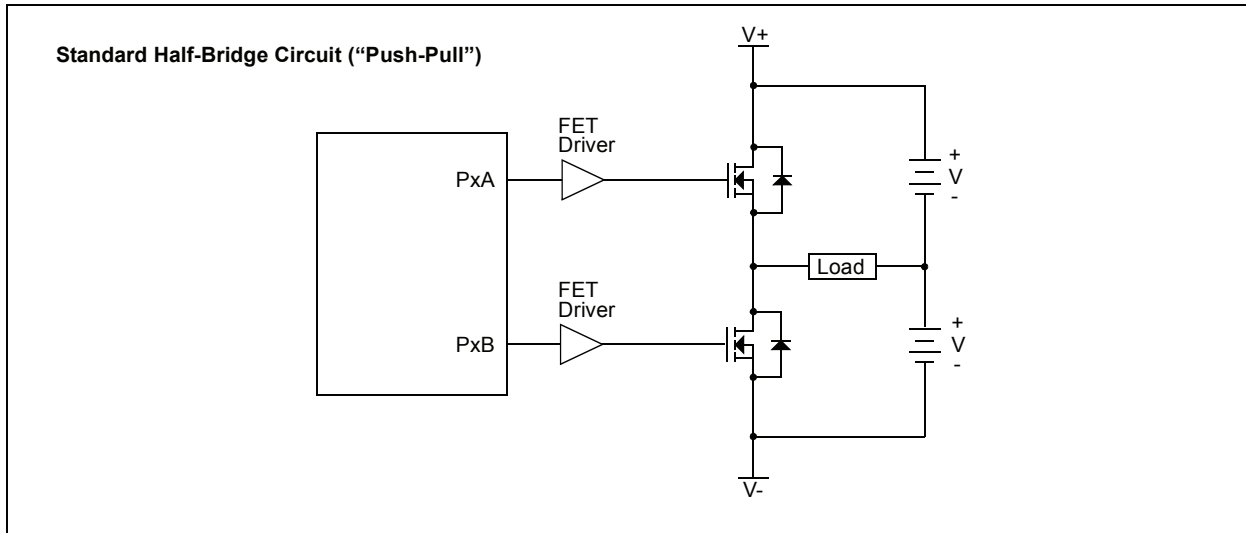 Standard Half-Bridge Circuit (“Push-Pull”)
V+
FET
Driver
PxA
+
V
-
Load
FET
Driver
PxB
+
V
-
V-